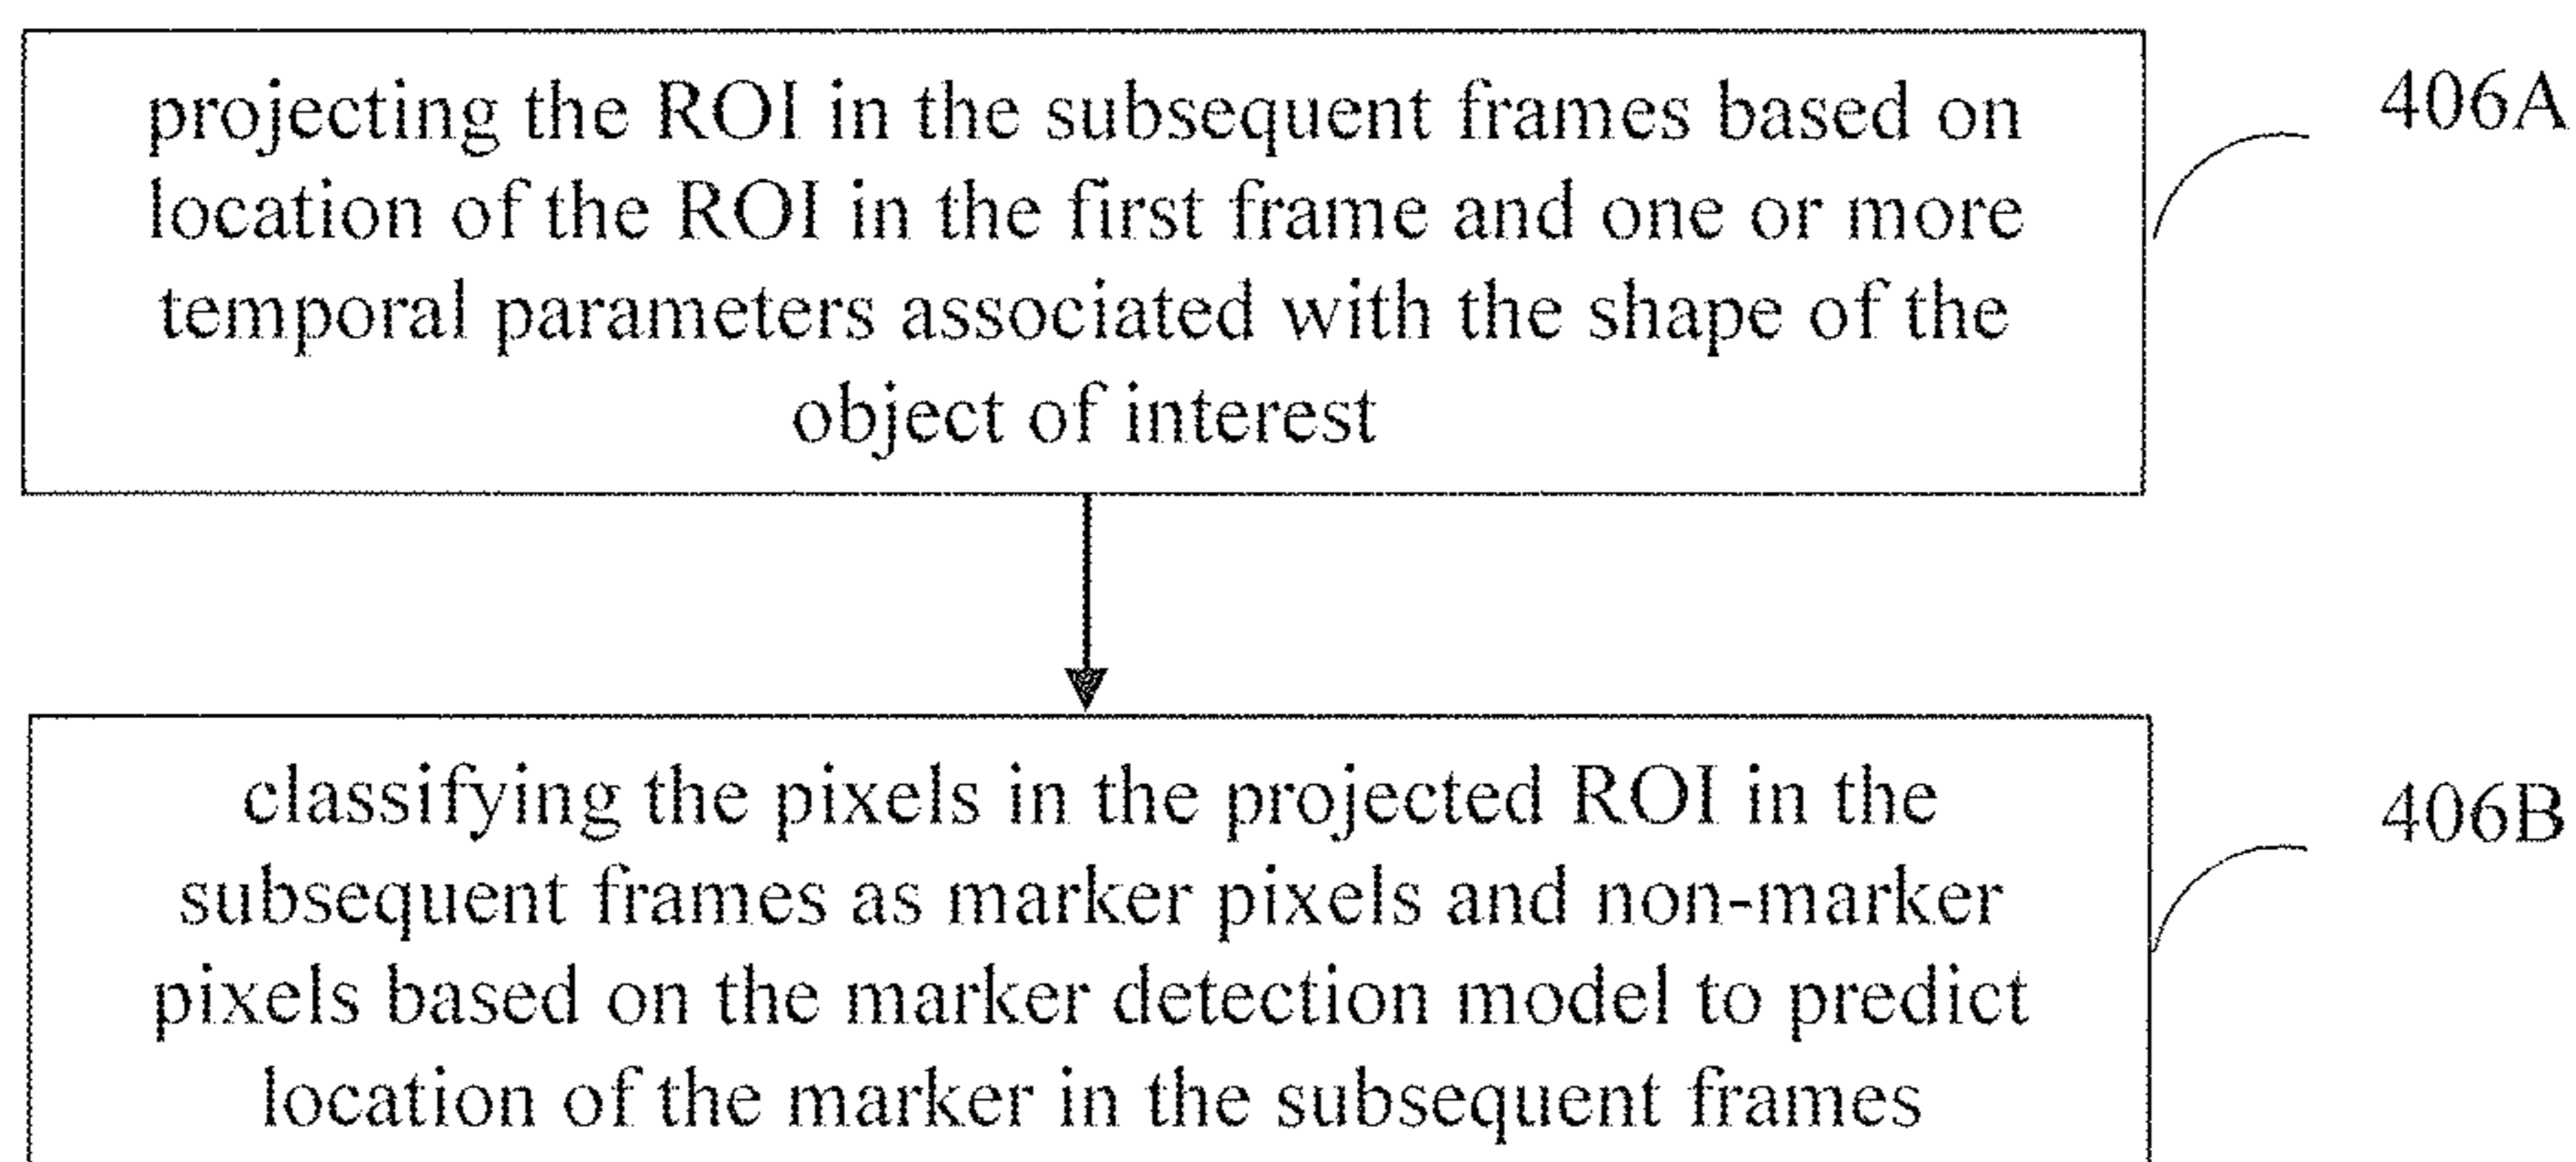 projecting the ROI in the subsequent frames based on
location of the ROI in the first frame and one or more
temporal parameters associated with the shape of the
object of interest
406A
classifying the pixels in the projected ROI in the
subsequent frames as marker pixels and non-marker
pixels based on the marker detection model to predict
location of the marker in the subsequent frames
406B